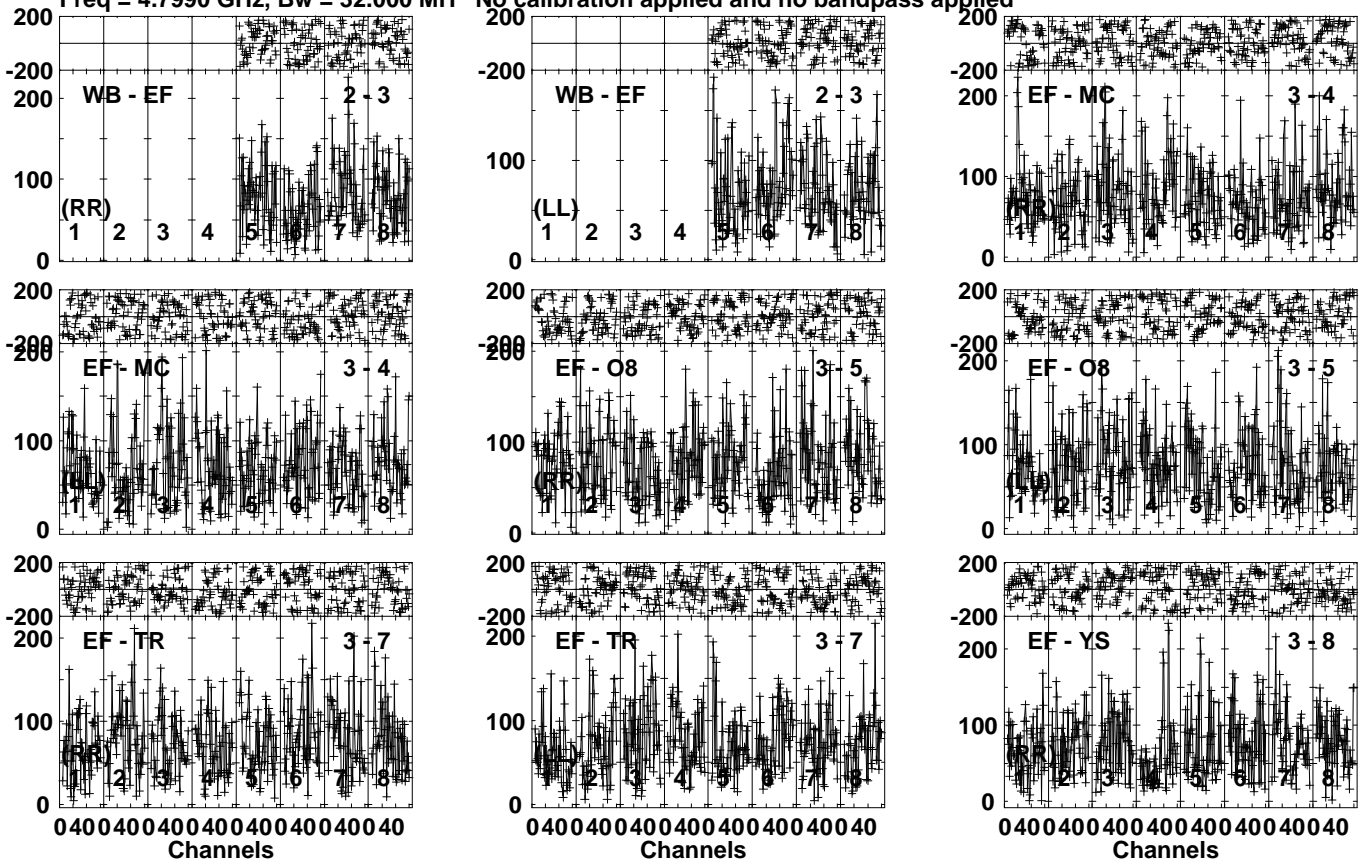 Freq = 4.7990 GHz, Bw = 32.000 MH No calibration applied and no bandpass applied
200 200 200
-200 -200
200 WB - EF 2 - 3 200 WB - EF 2 - 3 200 EF - MC 3 - 4
100 100 100
(RR) (LL) (RR)
1 2 3 4 5 6 7 8 1 2 3 4 5 6 7 8 1 2 3 4 5 6 7 8
0 0 0
200 200 200
-200 -200
200 EF - MC 3 - 4 200 EF - O8 3 - 5 200 EF - O8 3 - 5
100 100 100
(LL) (RR) (LL)
1 2 3 4 5 6 7 8 1 2 3 4 5 6 7 8 1 2 3 4 5 6 7 8
0 0 0
200 200 200
-200 -200
200 EF - TR 3 - 7 200 EF - TR 3 - 7 200 EF - YS 3 - 8
100 100 100
(RR) (LL) (RR)
1 2 3 4 5 6 7 8 1 2 3 4 5 6 7 8 1 2 3 4 5 6 7 8
0 0 0
0 40 0 40 0 40 0 40 0 40 0 40 0 40 0 40 0 40 0 40 0 40 0 40 0 40 0 40 0 40 0 40 0 40 0 40 0 40 0 40 0 40 0 40 0 40 0 40
Channels Channels Channels